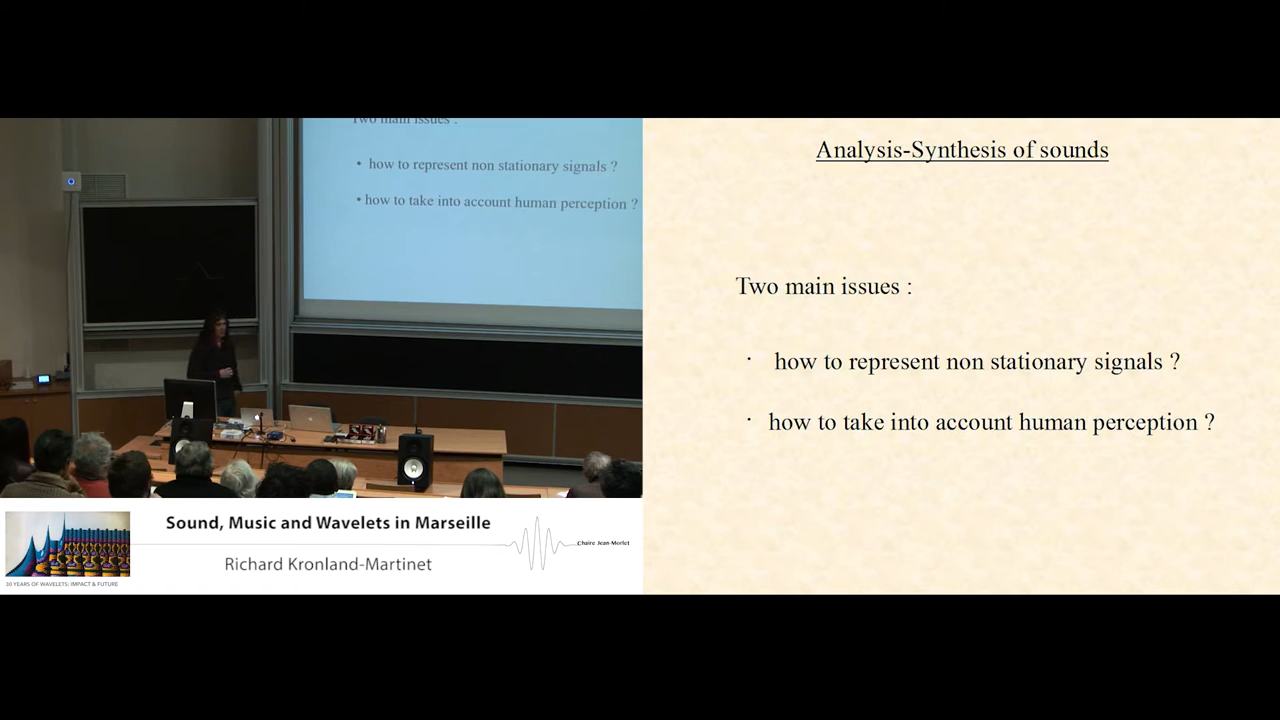 Two main issues :
• how to represent non stationary signals ?
• how to take into account human perception ?
Analysis-Synthesis of sounds
Two main issues :
· how to represent non stationary signals ?
· how to take into account human perception ?
Sound, Music and Wavelets in Marseille
Chaire Jean-Morlet
Richard Kronland-Martinet
30 YEARS OF WAVELETS: IMPACT & FUTURE